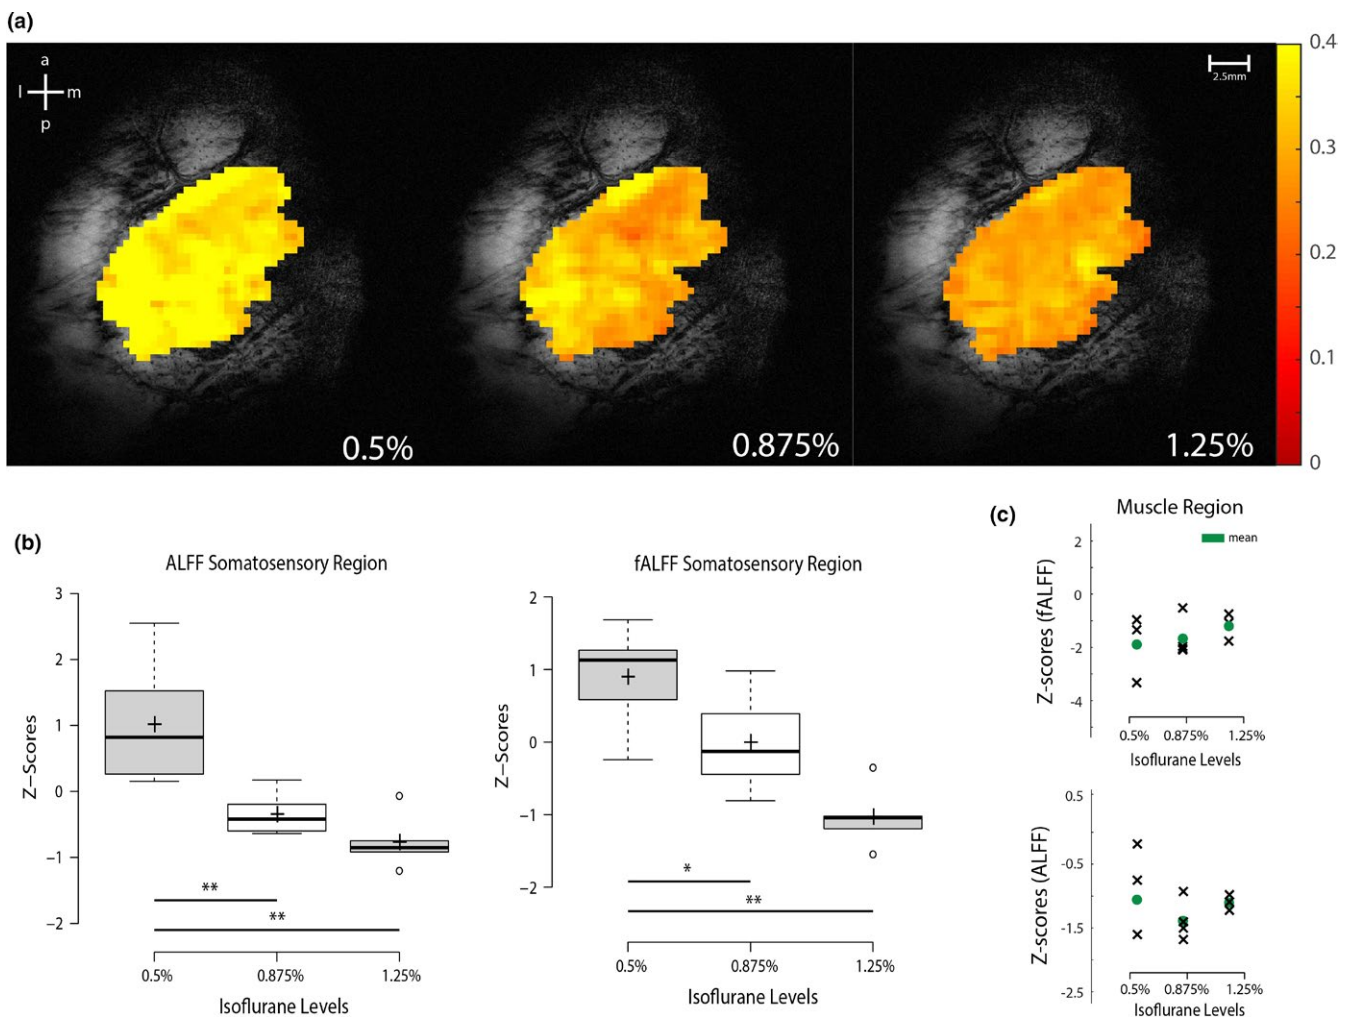 (a)
a
l m
p
2.5mm
0.4
0.3
0.2
0.1
0
0.5%
0.875%
1.25%
(b)
ALFF Somatosensory Region
Z−Scores
3
2
1
0
−1
−2
**
**
0.5% 0.875% 1.25%
Isoflurane Levels
fALFF Somatosensory Region
Z−Scores
2
1
0
−1
−2
*
**
0.5% 0.875% 1.25%
Isoflurane Levels
(c)
Muscle Region
mean
Z-scores (fALFF)
2
0
-2
-4
0.5% 0.875% 1.25%
Isoflurane Levels
Z-scores (ALFF)
0.5
-0.5
-1.5
-2.5
0.5% 0.875% 1.25%
Isoflurane Levels